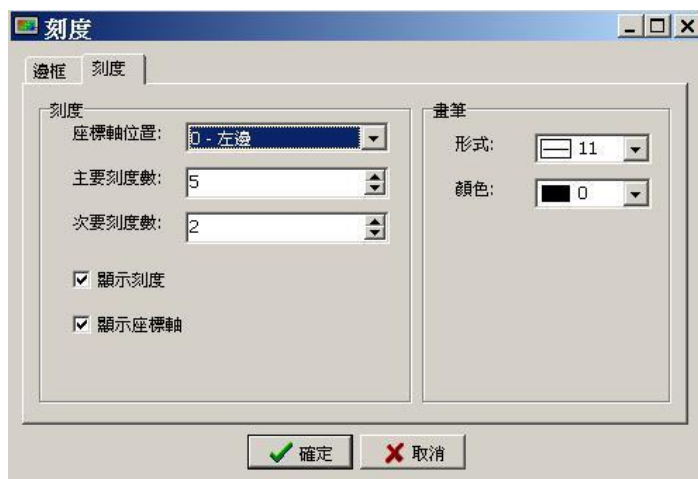 刻度
邊框 刻度
刻度
座標軸位置: 0 - 左邊
主要刻度數: 5
次要刻度數: 2
顯示刻度
顯示座標軸
畫筆
形式: 11
顏色: 0
確定 取消